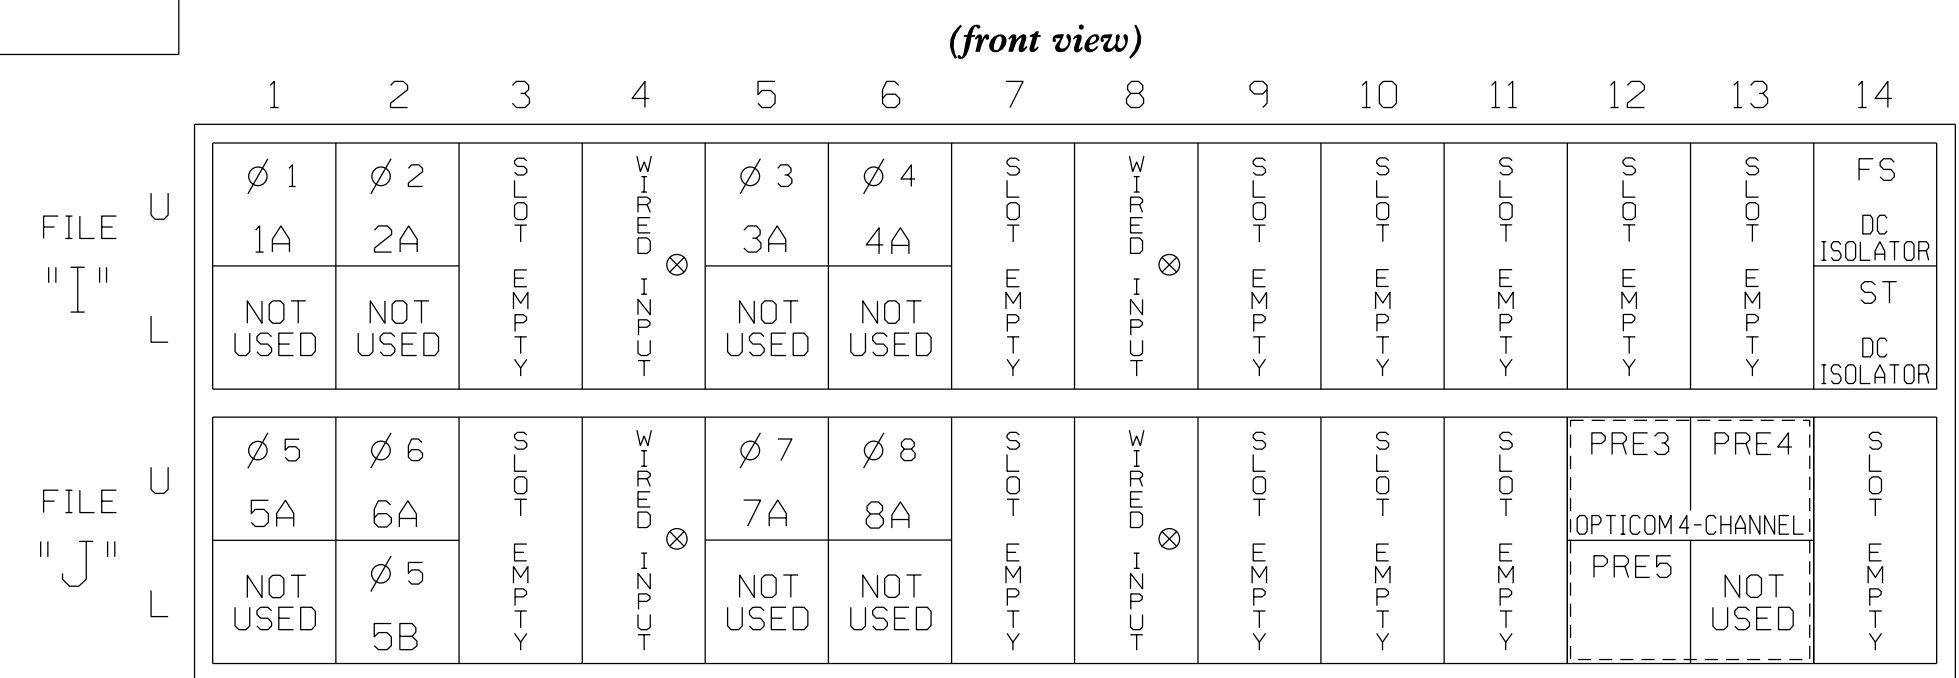 (front view)
1 2 3 4 5 6 7 8 9 10 11 12 13 14
FILE "I"
U
L
Ø 1
1A
NOT USED
Ø 2
2A
NOT USED
SLOT EMPTY
WIRED INPUT
Ø 3
3A
NOT USED
Ø 4
4A
NOT USED
SLOT EMPTY
WIRED INPUT
SLOT EMPTY
SLOT EMPTY
SLOT EMPTY
SLOT EMPTY
SLOT EMPTY
FS
DC
ISOLATOR
ST
DC
ISOLATOR
FILE "J"
U
L
Ø 5
5A
NOT USED
Ø 6
6A
Ø 5
5B
SLOT EMPTY
WIRED INPUT
Ø 7
7A
NOT USED
Ø 8
8A
NOT USED
SLOT EMPTY
WIRED INPUT
SLOT EMPTY
SLOT EMPTY
SLOT EMPTY
PRE3 PRE4
OPTICOM 4-CHANNEL
PRE5
NOT USED
SLOT EMPTY